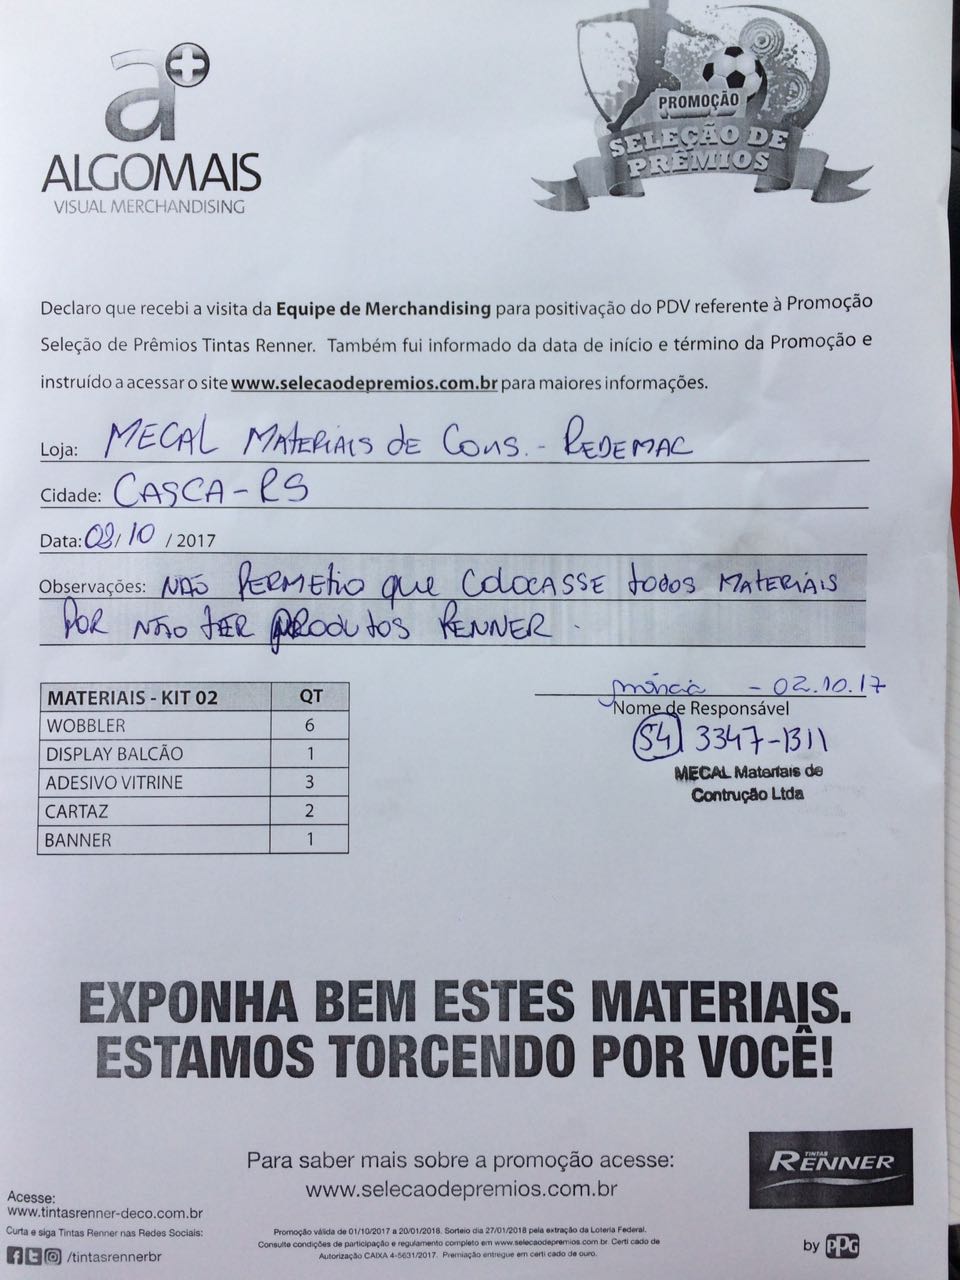 a+
ALGOMAIS
VISUAL MERCHANDISING
PROMOÇÃO
SELEÇÃO DE
PRÊMIOS
Declaro que recebi a visita da Equipe de Merchandising para positivação do PDV referente à Promoção
Seleção de Prêmios Tintas Renner. Também fui informado da data de início e término da Promoção e
instruído a acessar o site www.selecaodepremios.com.br para maiores informações.
Loja: MECAL MATERIAIS DE CONS. - REDEMAC
Cidade: CASCA-RS
Data: 02/10 / 2017
Observações: NÃO PERMETIO que COLOCASSE todos MATERIAIS
POR NÃO TER PRODUTOS RENNER.
MATERIAIS - KIT 02 QT
WOBBLER 6
DISPLAY BALCÃO 1
ADESIVO VITRINE 3
CARTAZ 2
BANNER 1
- 02.10.17
Nome de Responsável
(54) 3347-1311
MECAL Materiais de
Contrução Ltda
EXPONHA BEM ESTES MATERIAIS.
ESTAMOS TORCENDO POR VOCÊ!
Para saber mais sobre a promoção acesse:
www.selecaodepremios.com.br
TINTAS
RENNER
by PPG
Acesse:
www.tintasrenner-deco.com.br
Curta e siga Tintas Renner nas Redes Sociais:
/tintasrennerbr
Promoção válida de 01/10/2017 a 20/01/2018. Sorteio dia 27/01/2018 pela extração da Loteria Federal.
Consulte condições de participação e regulamento completo em www.selecaodepremios.com.br. Certi cado de
Autorização CAIXA 4-5631/2017. Premiação entregue em certi cado de ouro.